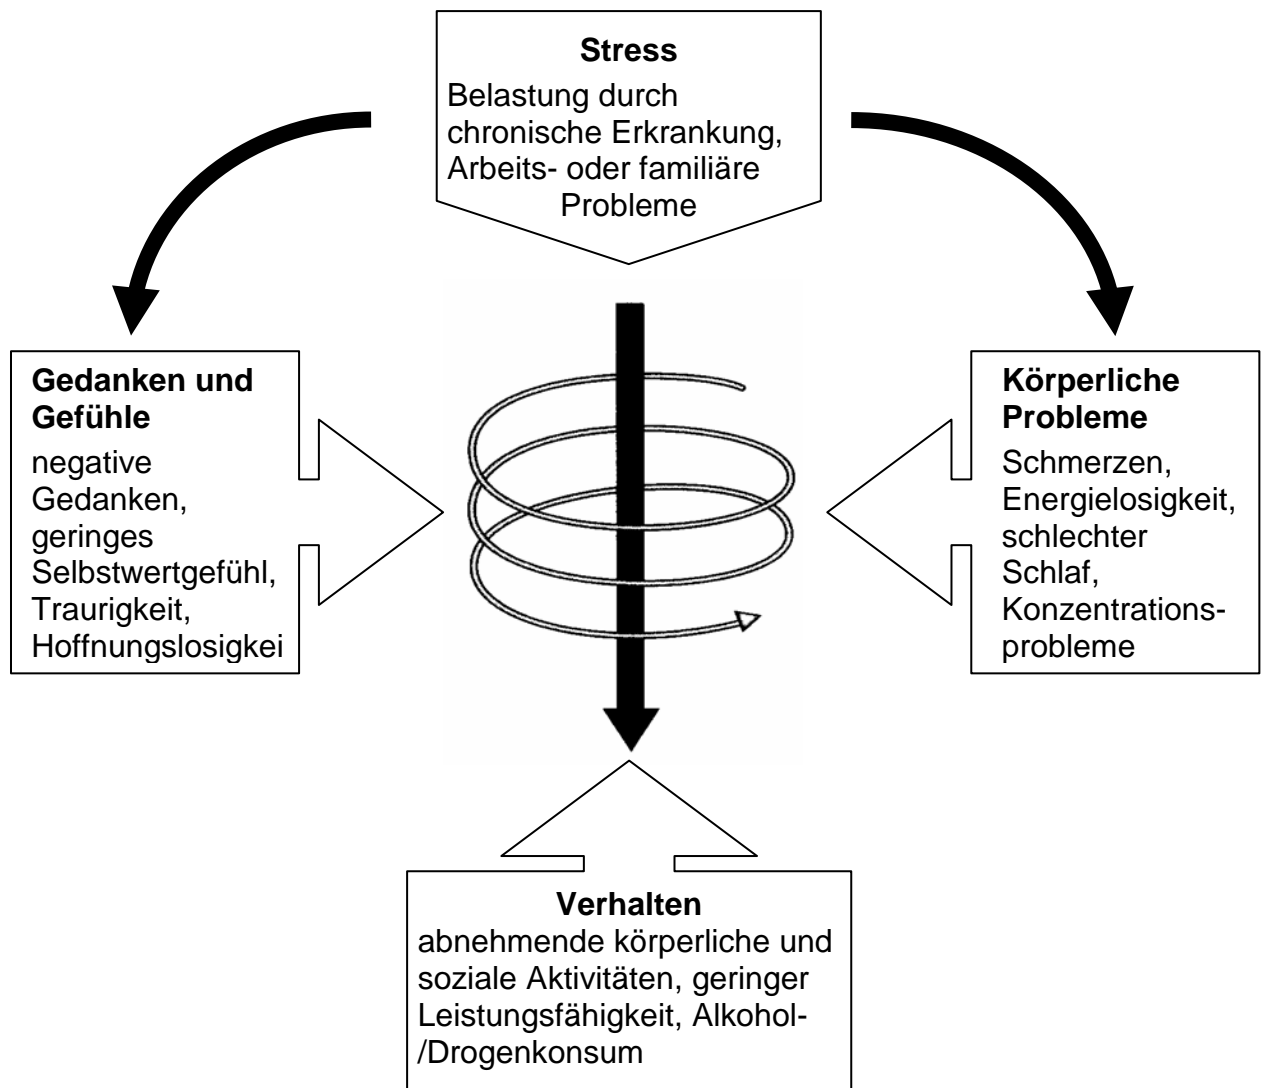 Stress
Belastung durch
chronische Erkrankung,
Arbeits- oder familiäre
Probleme
Gedanken und
Gefühle
negative
Gedanken,
geringes
Selbstwertgefühl,
Traurigkeit,
Hoffnungslosigkei
Körperliche
Probleme
Schmerzen,
Energielosigkeit,
schlechter
Schlaf,
Konzentrations-
probleme
Verhalten
abnehmende körperliche und
soziale Aktivitäten, geringer
Leistungsfähigkeit, Alkohol-
/Drogenkonsum